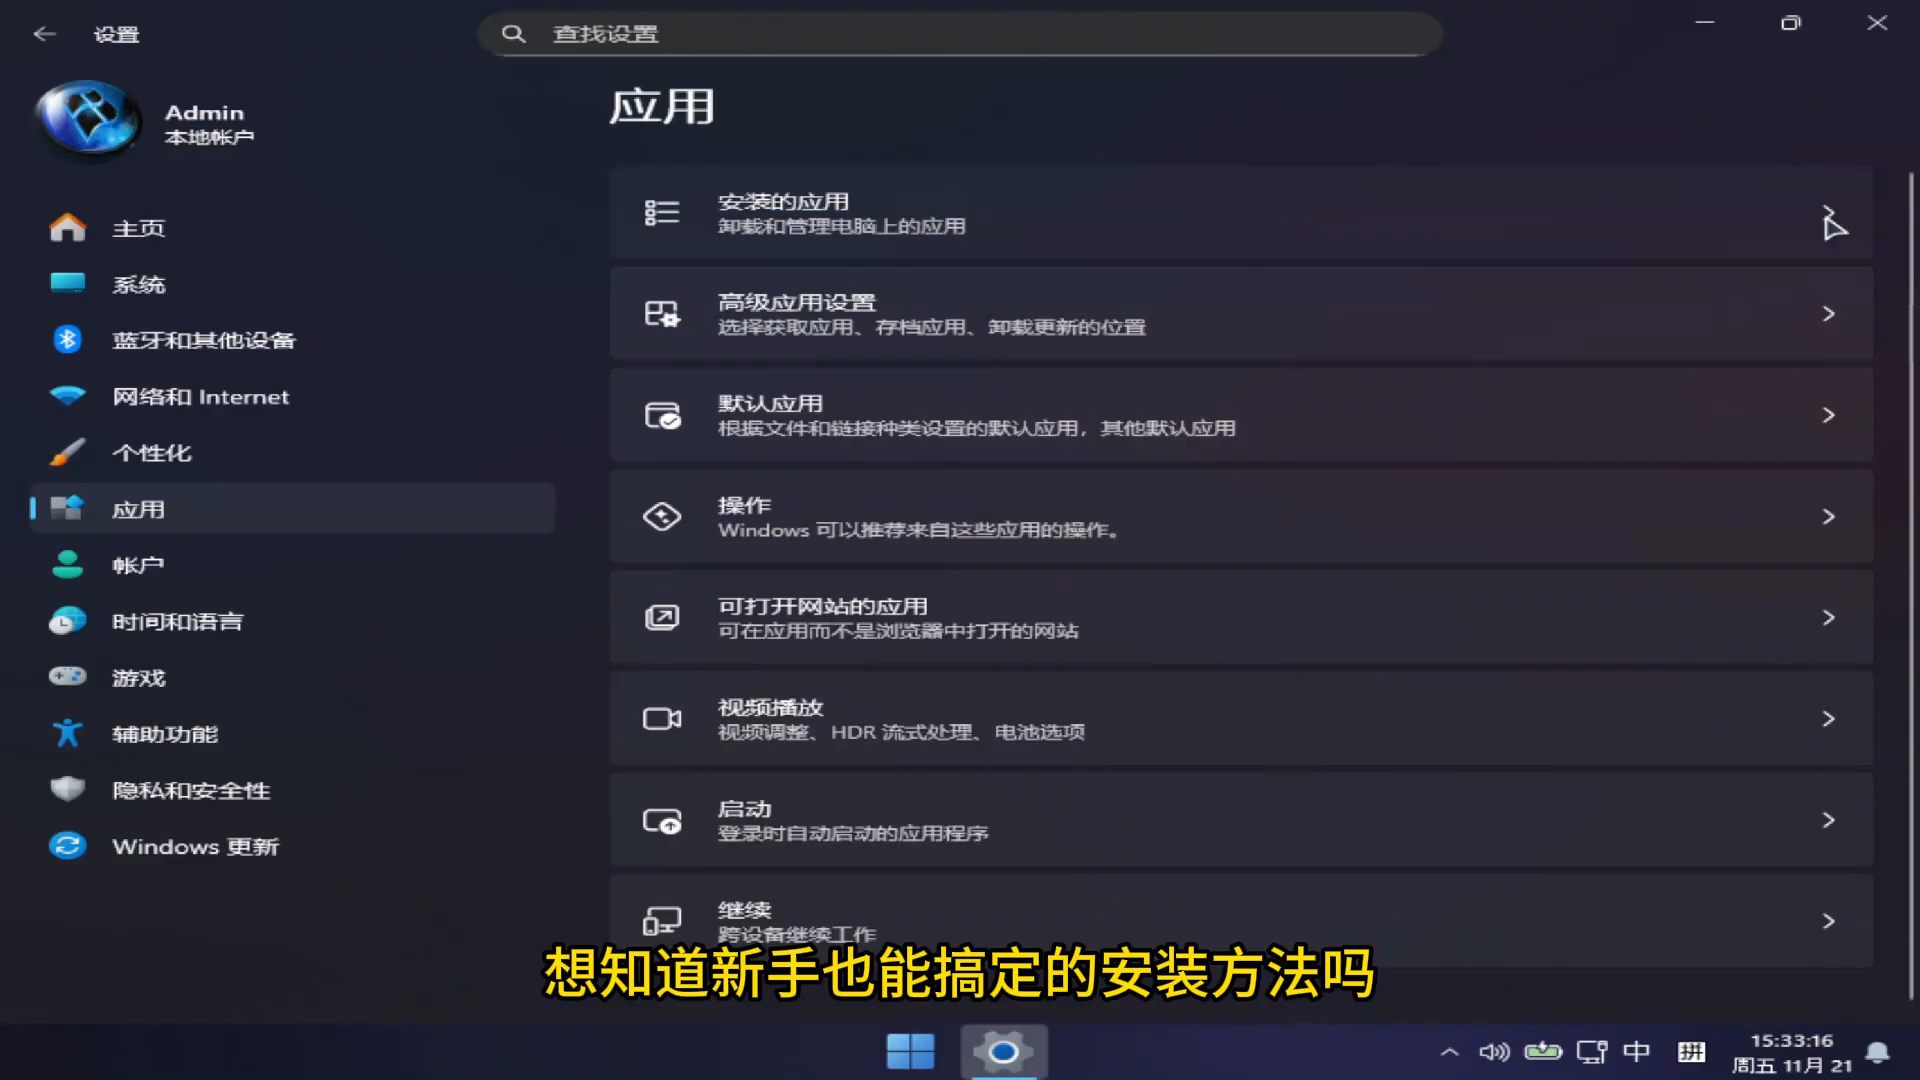 设置
查找设置
Admin
本地帐户
主页
系统
蓝牙和其他设备
网络和 Internet
个性化
应用
帐户
时间和语言
游戏
辅助功能
隐私和安全性
Windows 更新
应用
安装的应用
卸载和管理电脑上的应用
高级应用设置
选择获取应用、存档应用、卸载更新的位置
默认应用
根据文件和链接种类设置的默认应用，其他默认应用
操作
Windows 可以推荐来自这些应用的操作。
可打开网站的应用
可在应用而不是浏览器中打开的网站
视频播放
视频调整、HDR 流式处理、电池选项
启动
登录时自动启动的应用程序
继续
跨设备继续工作
想知道新手也能搞定的安装方法吗
中
拼
15:33:16
周五 11月 21